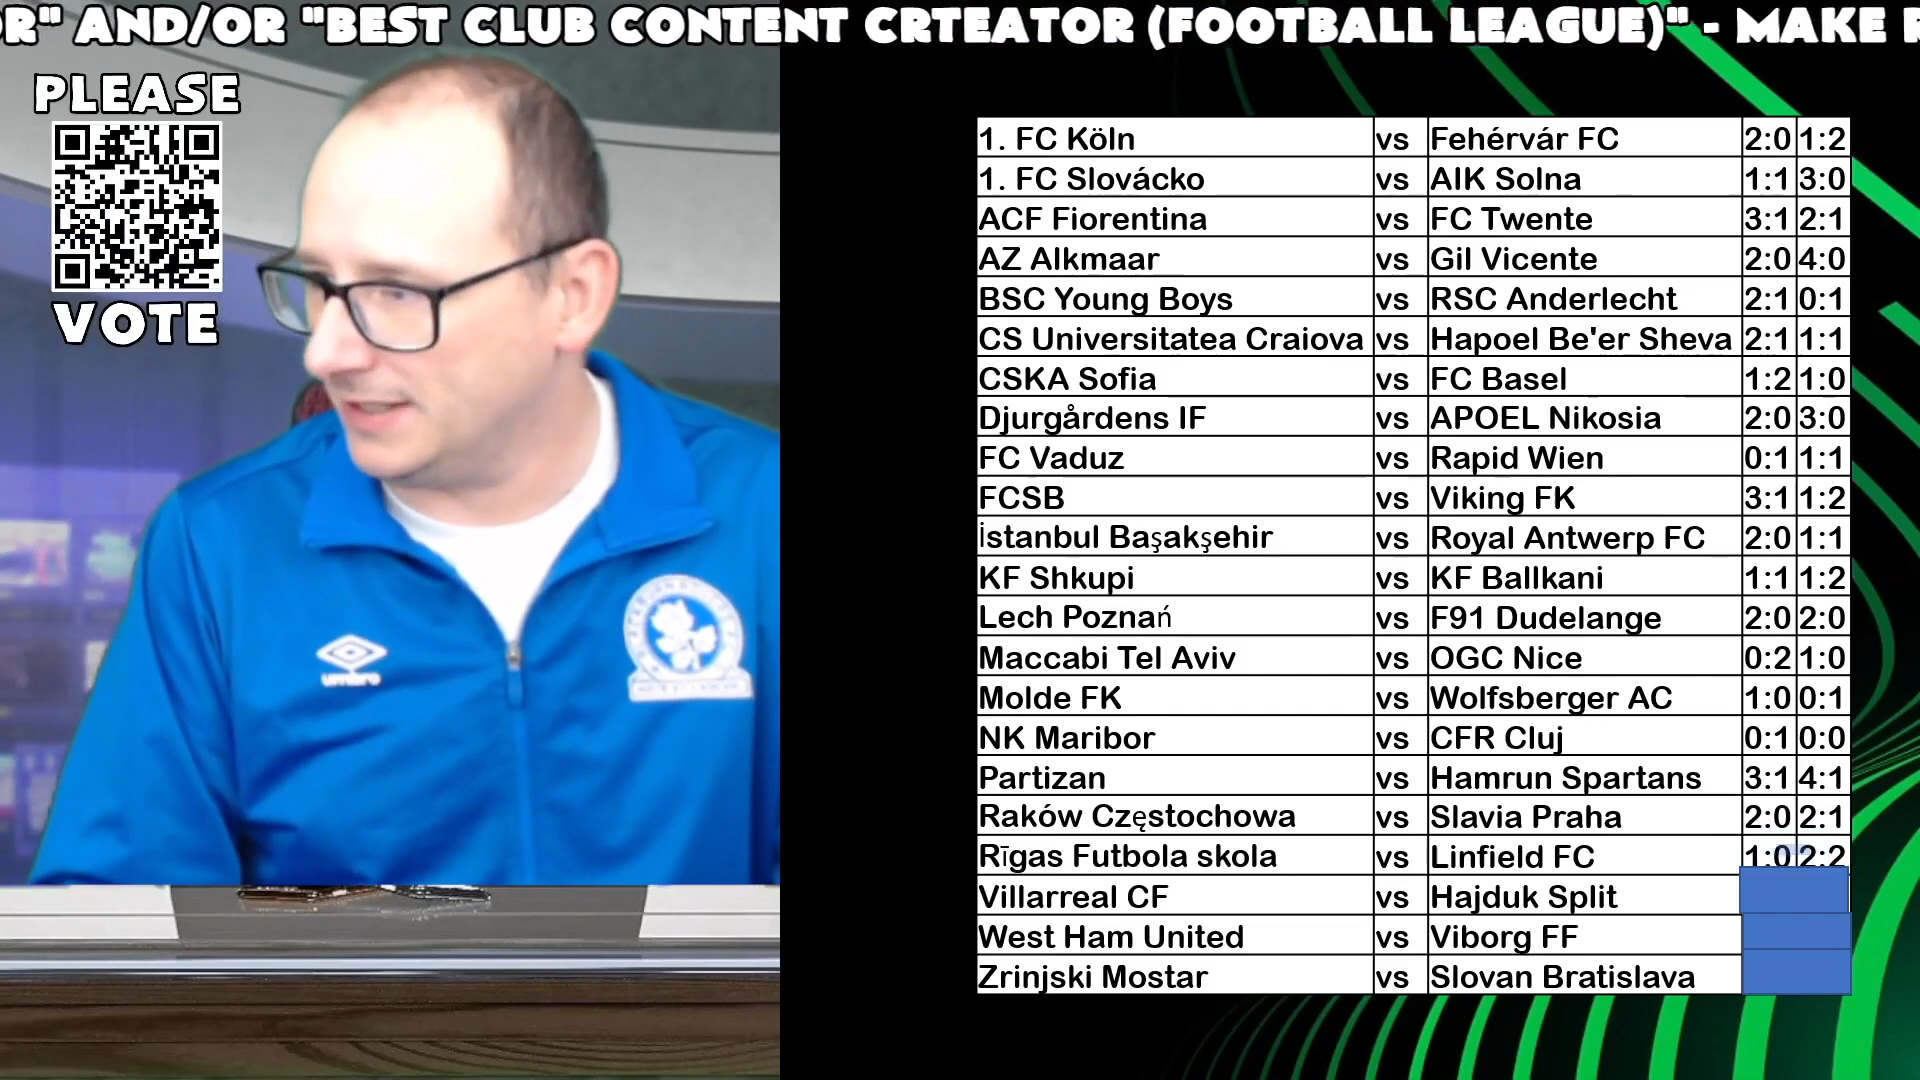 R" AND/OR "BEST CLUB CONTENT CRTEATOR (FOOTBALL LEAGUE)" - MAKE
PLEASE
VOTE
umbro
1. FC Köln vs Fehérvár FC 2:0 1:2
1. FC Slovácko vs AIK Solna 1:1 3:0
ACF Fiorentina vs FC Twente 3:1 2:1
AZ Alkmaar vs Gil Vicente 2:0 4:0
BSC Young Boys vs RSC Anderlecht 2:1 0:1
CS Universitatea Craiova vs Hapoel Be'er Sheva 2:1 1:1
CSKA Sofia vs FC Basel 1:2 1:0
Djurgårdens IF vs APOEL Nikosia 2:0 3:0
FC Vaduz vs Rapid Wien 0:1 1:1
FCSB vs Viking FK 3:1 1:2
İstanbul Başakşehir vs Royal Antwerp FC 2:0 1:1
KF Shkupi vs KF Ballkani 1:1 1:2
Lech Poznań vs F91 Dudelange 2:0 2:0
Maccabi Tel Aviv vs OGC Nice 0:2 1:0
Molde FK vs Wolfsberger AC 1:0 0:1
NK Maribor vs CFR Cluj 0:1 0:0
Partizan vs Hamrun Spartans 3:1 4:1
Raków Częstochowa vs Slavia Praha 2:0 2:1
Rīgas Futbola skola vs Linfield FC 1:0 2:2
Villarreal CF vs Hajduk Split
West Ham United vs Viborg FF
Zrinjski Mostar vs Slovan Bratislava